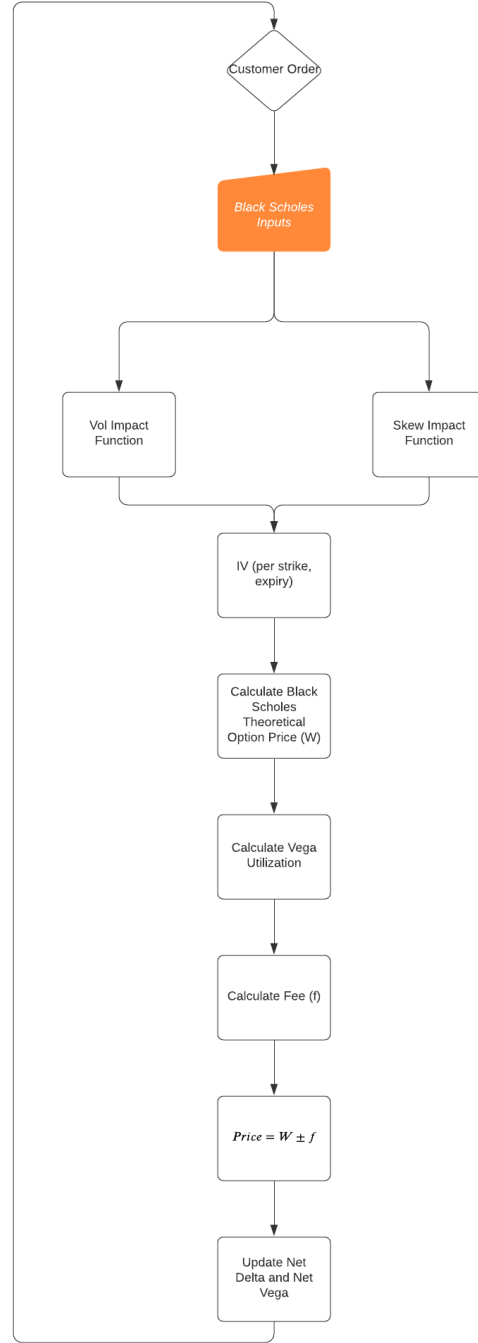 Customer Order
Black Scholes
Inputs
Vol Impact
Function
Skew Impact
Function
IV (per strike,
expiry)
Calculate Black
Scholes
Theoretical
Option Price (W)
Calculate Vega
Utilization
Calculate Fee (f)
Price = W ± f
Update Net
Delta and Net
Vega